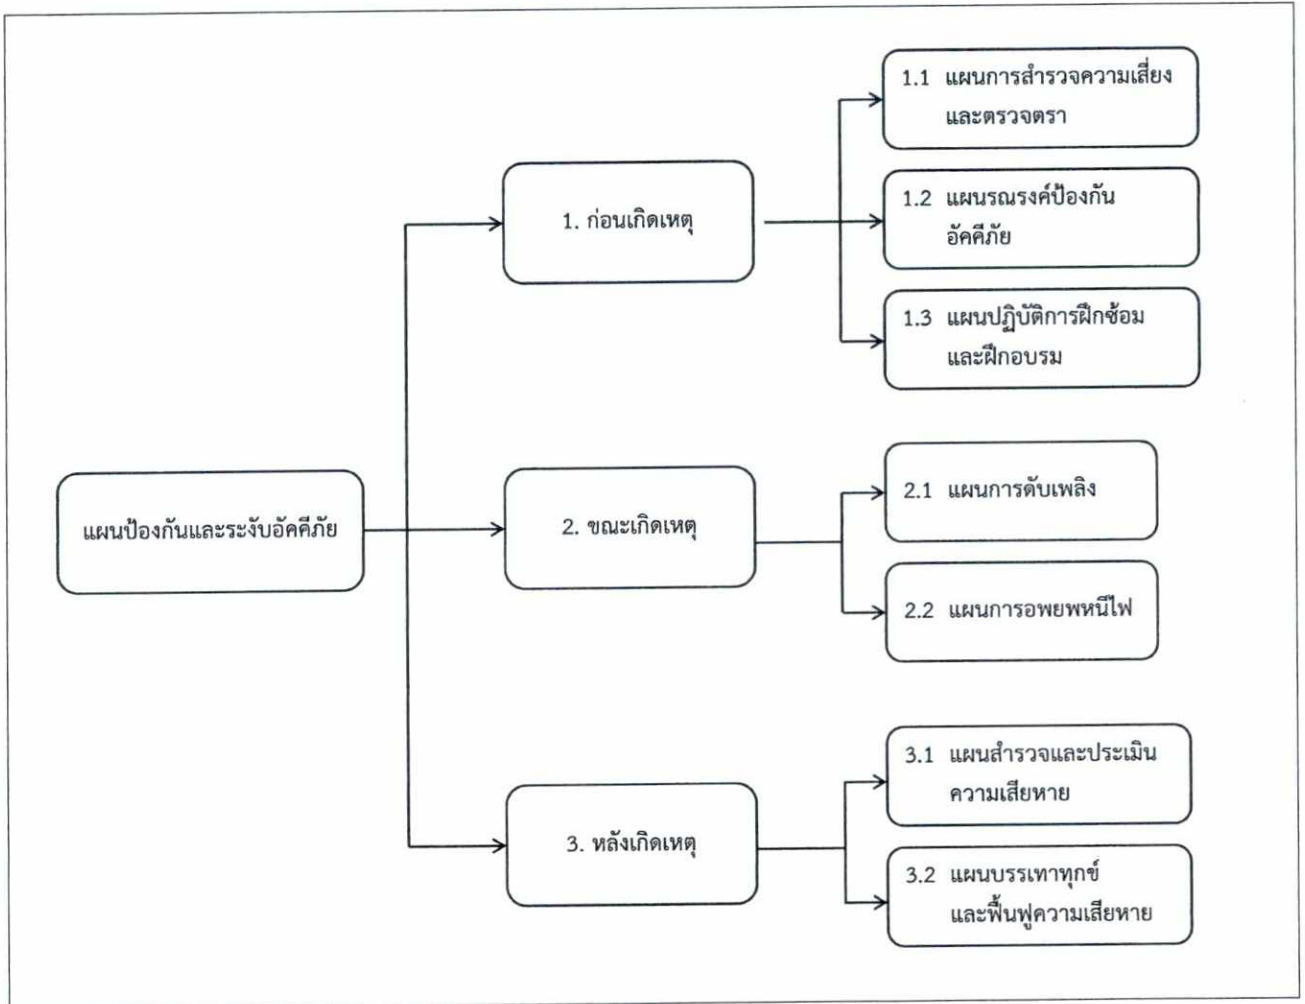 แผนป้องกันและระงับอัคคีภัย
1. ก่อนเกิดเหตุ
1.1 แผนการสำรวจความเสี่ยง
และตรวจตรา
1.2 แผนรณรงค์ป้องกัน
อัคคีภัย
1.3 แผนปฏิบัติการฝึกซ้อม
และฝึกอบรม
2. ขณะเกิดเหตุ
2.1 แผนการดับเพลิง
2.2 แผนการอพยพหนีไฟ
3. หลังเกิดเหตุ
3.1 แผนสำรวจและประเมิน
ความเสียหาย
3.2 แผนบรรเทาทุกข์
และฟื้นฟูความเสียหาย